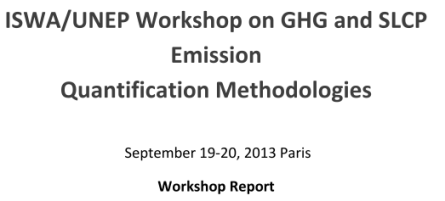 ISWA/UNEP Workshop on GHG and SLCP
Emission
Quantification Methodologies
September 19-20, 2013 Paris
Workshop Report